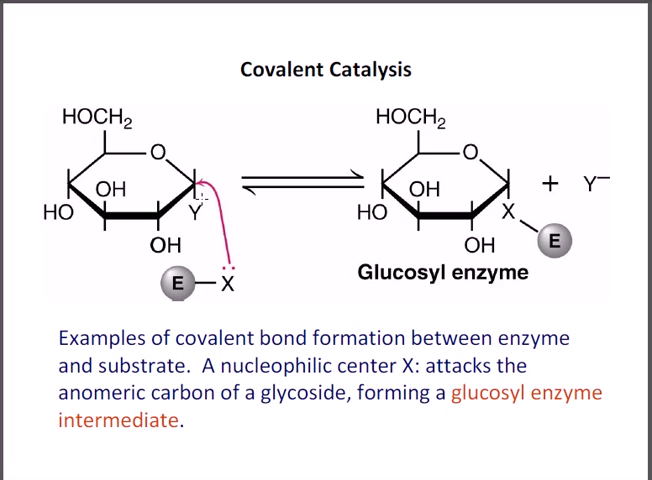 Covalent Catalysis
HOCH₂
O
OH
HO
Y
OH
E
X
HOCH₂
O
OH
HO
X
OH
E
+ Y⁻
Glucosyl enzyme
Examples of covalent bond formation between enzyme
and substrate. A nucleophilic center X: attacks the
anomeric carbon of a glycoside, forming a glucosyl enzyme
intermediate.